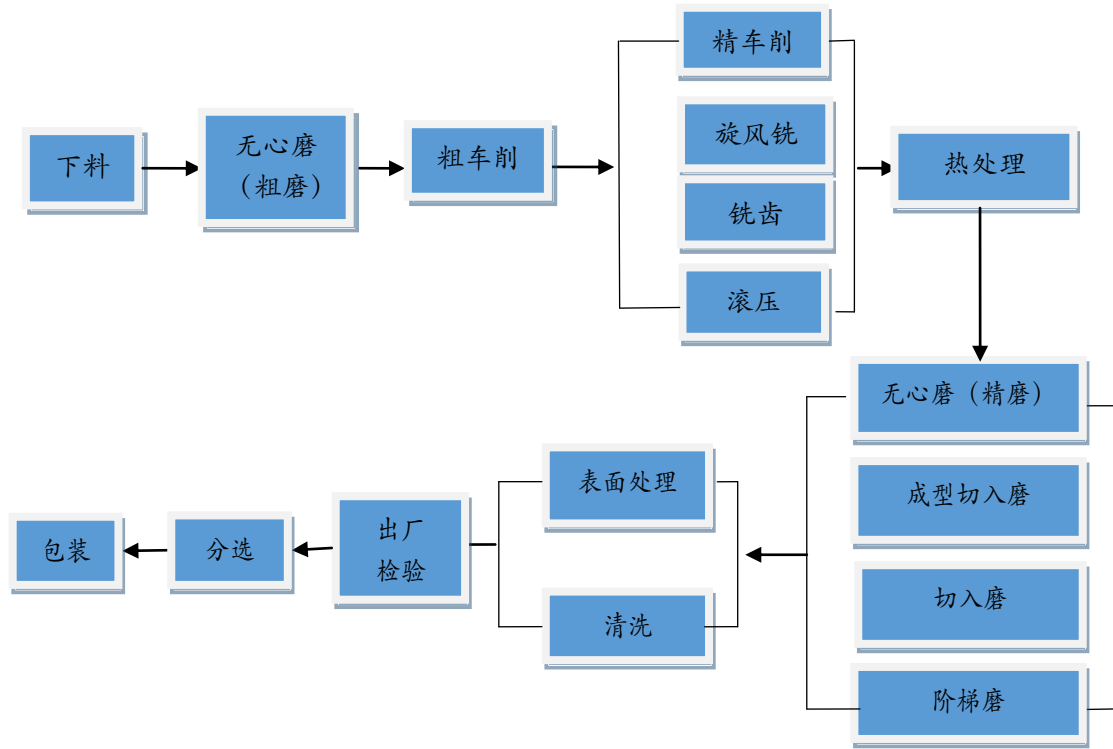 下料
无心磨
（粗磨）
粗车削
精车削
旋风铣
铣齿
滚压
热处理
无心磨（精磨）
成型切入磨
切入磨
阶梯磨
表面处理
清洗
出厂
检验
分选
包装